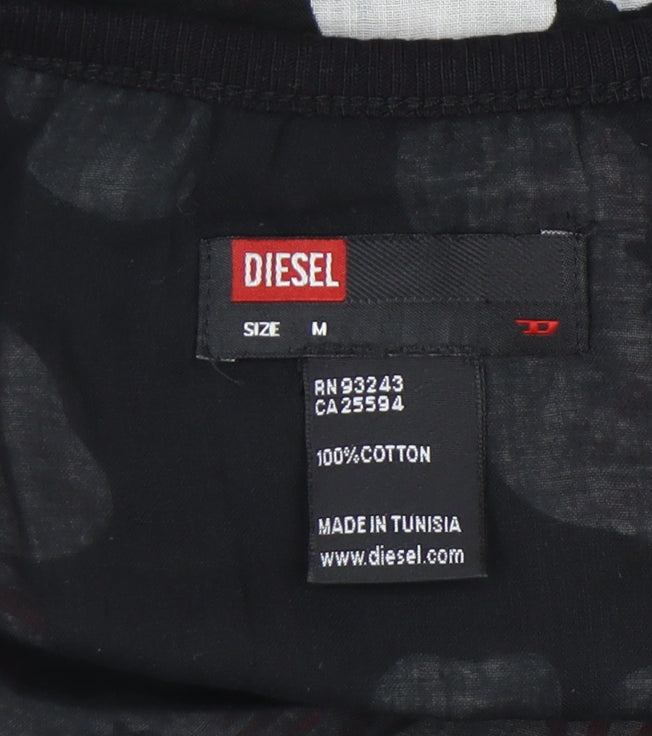 DIESEL
SIZE M
RN 93243
CA 25594
100% COTTON
MADE IN TUNISIA
www.diesel.com